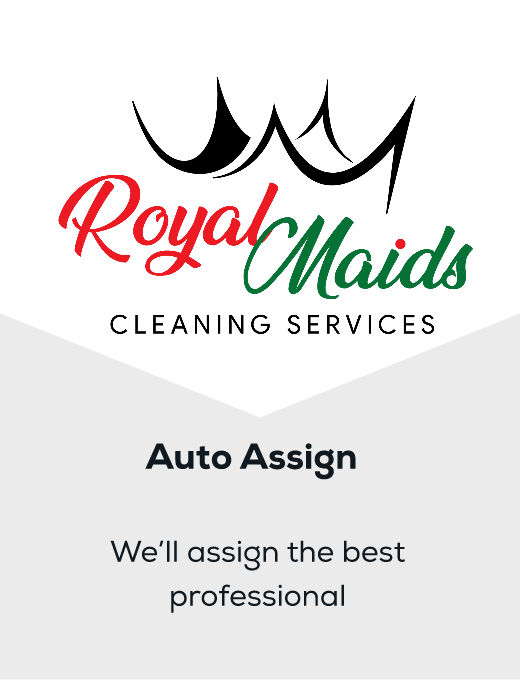 Royal Maids
CLEANING SERVICES
Auto Assign
We'll assign the best
professional